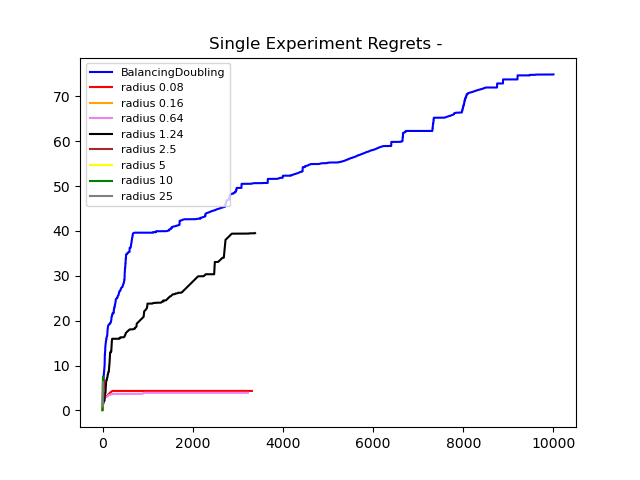 Single Experiment Regrets -
BalancingDoubling
radius 0.08
radius 0.16
radius 0.64
radius 1.24
radius 2.5
radius 5
radius 10
radius 25
70
60
50
40
30
20
10
0
0 2000 4000 6000 8000 10000